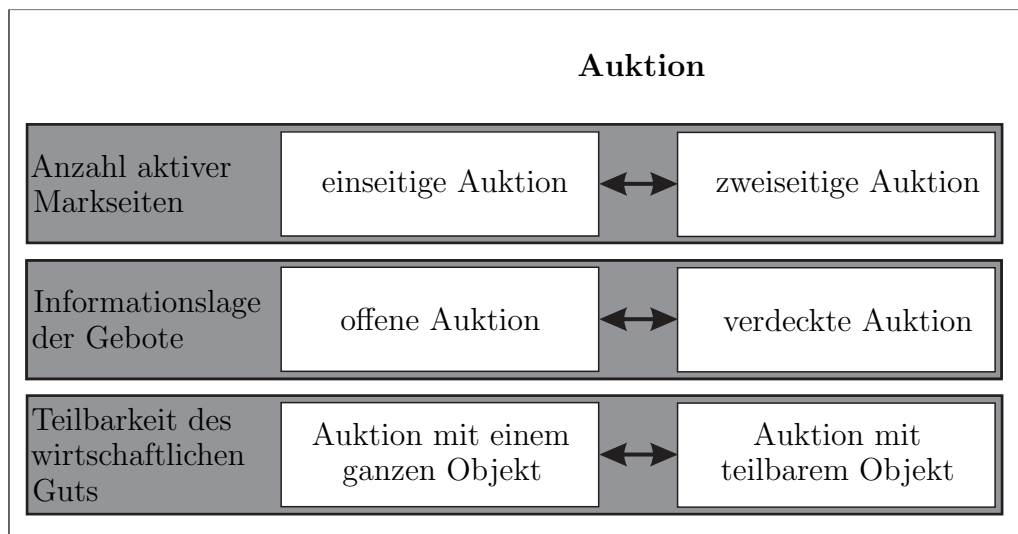 Auktion
Anzahl aktiver
Markseiten
einseitige Auktion
zweiseitige Auktion
Informationslage
der Gebote
offene Auktion
verdeckte Auktion
Teilbarkeit des
wirtschaftlichen
Guts
Auktion mit einem
ganzen Objekt
Auktion mit
teilbarem Objekt